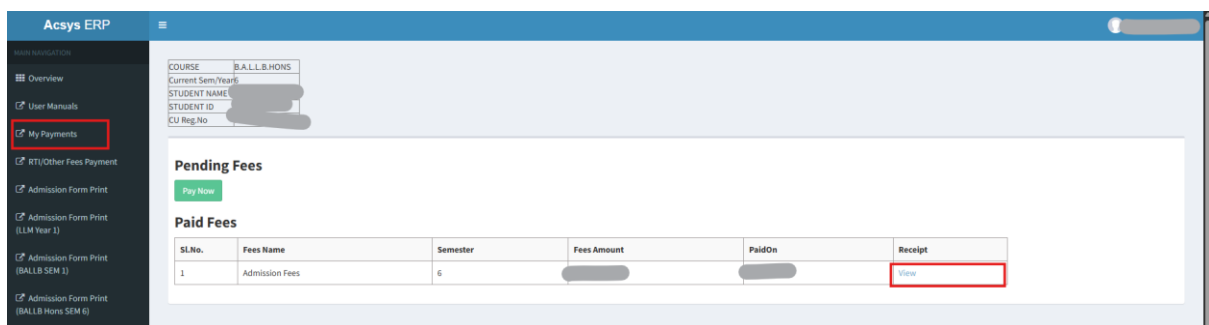 Acsys ERP
MAIN NAVIGATION
Overview
User Manuals
My Payments
RTI/Other Fees Payment
Admission Form Print
Admission Form Print
(LLM Year 1)
Admission Form Print
(BALLB SEM 1)
Admission Form Print
(BALLB Hons SEM 6)
COURSE B.A.L.L.B.HONS
Current Sem/Year 6
STUDENT NAME
STUDENT ID
CU Reg.No
Pending Fees
Pay Now
Paid Fees
Sl.No. Fees Name Semester Fees Amount PaidOn Receipt
1 Admission Fees 6 View